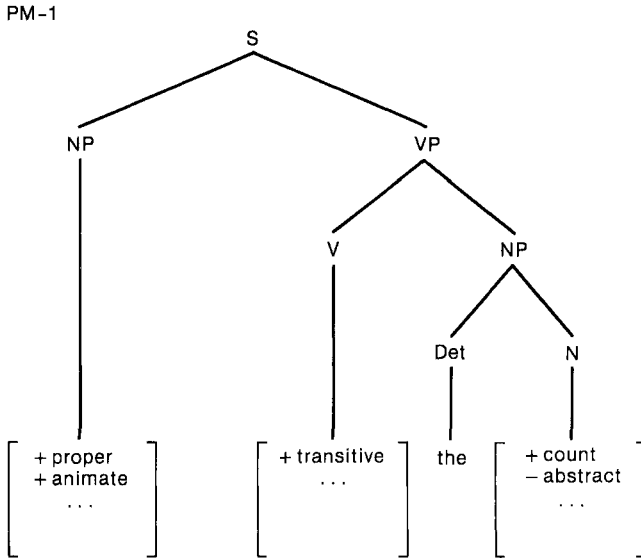 PM-1
S
NP VP
V NP
Det N
+ proper + transitive the + count
+ animate ... − abstract
... ...